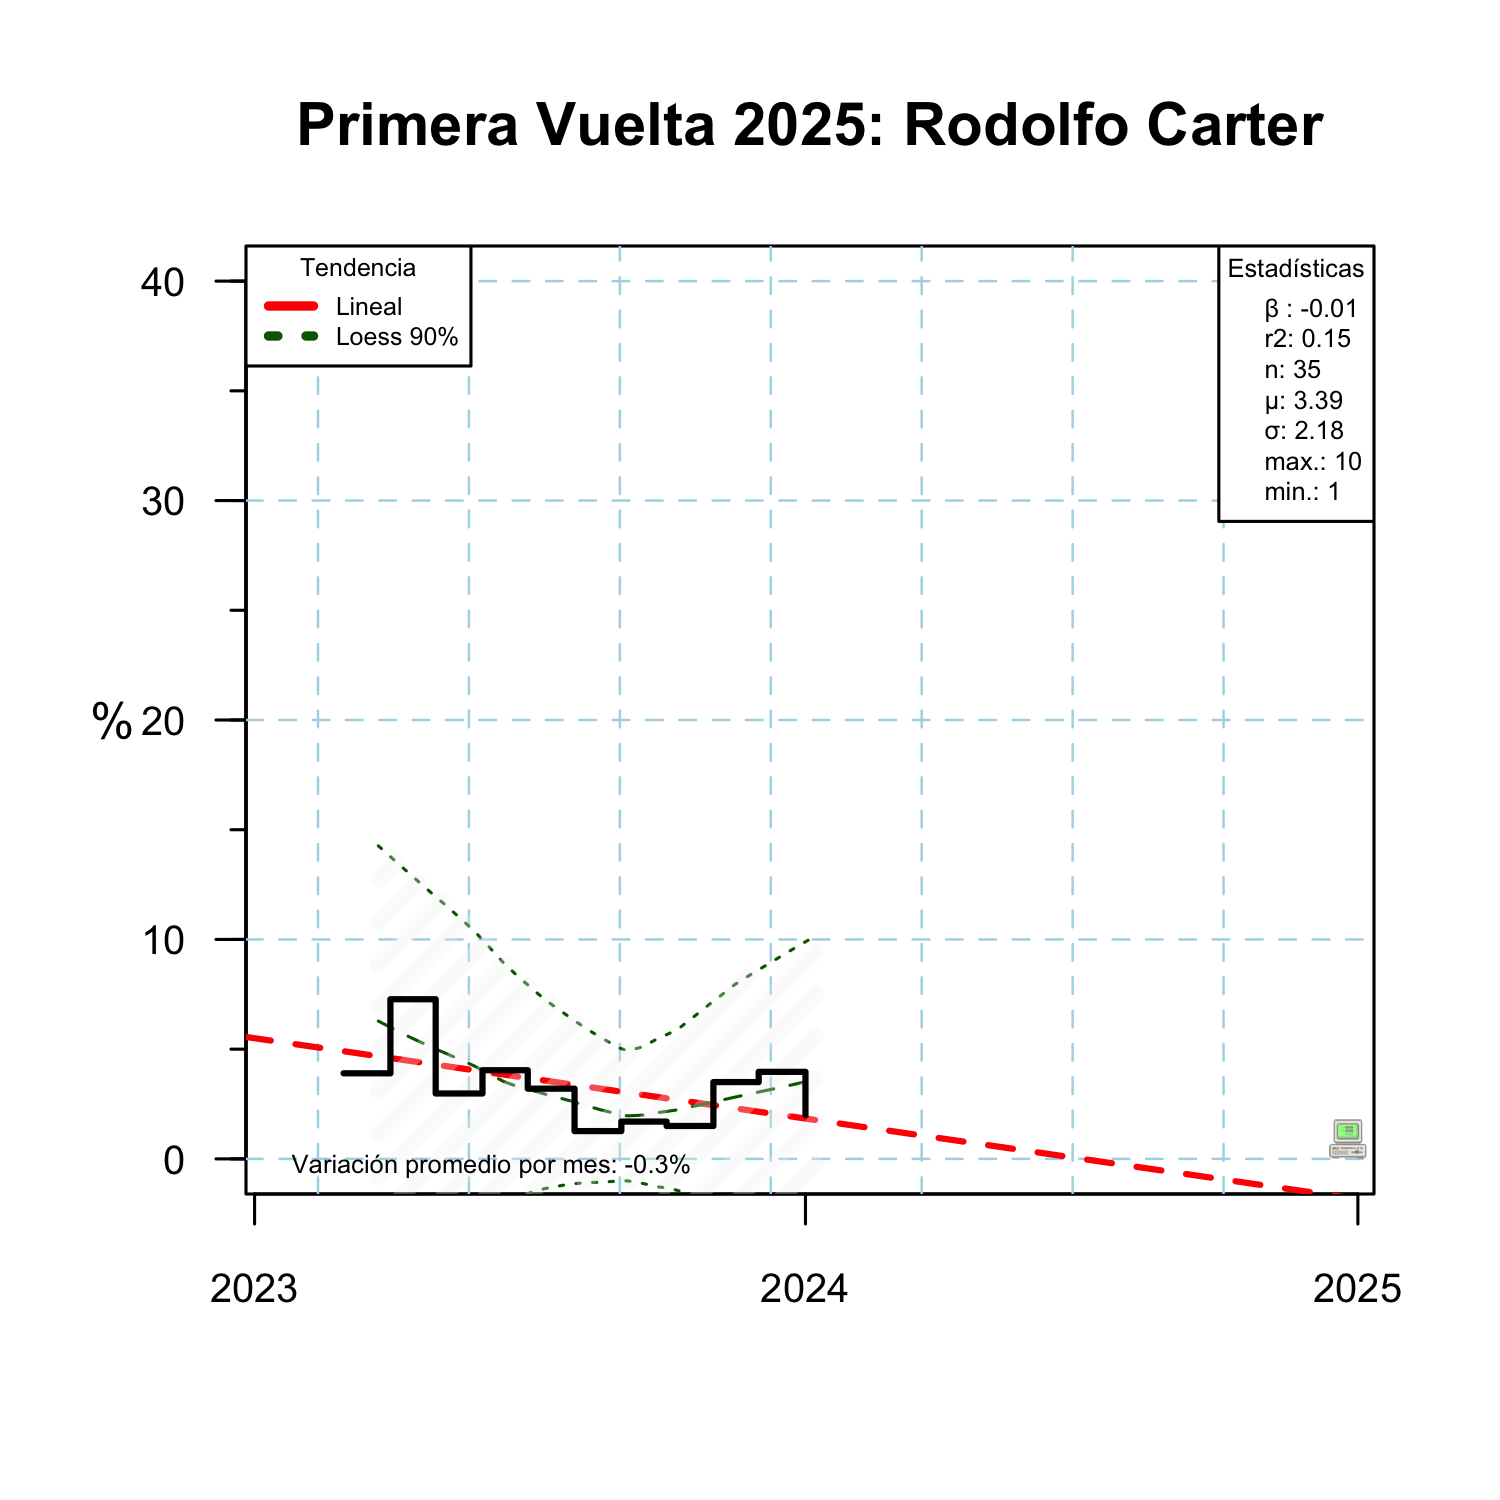 Primera Vuelta 2025: Rodolfo Carter
Tendencia
Lineal
Loess 90%
Estadísticas
β : -0.01
r2: 0.15
n: 35
μ: 3.39
σ: 2.18
max.: 10
min.: 1
40
30
% 20
10
0
Variación promedio por mes: -0.3%
2023 2024 2025